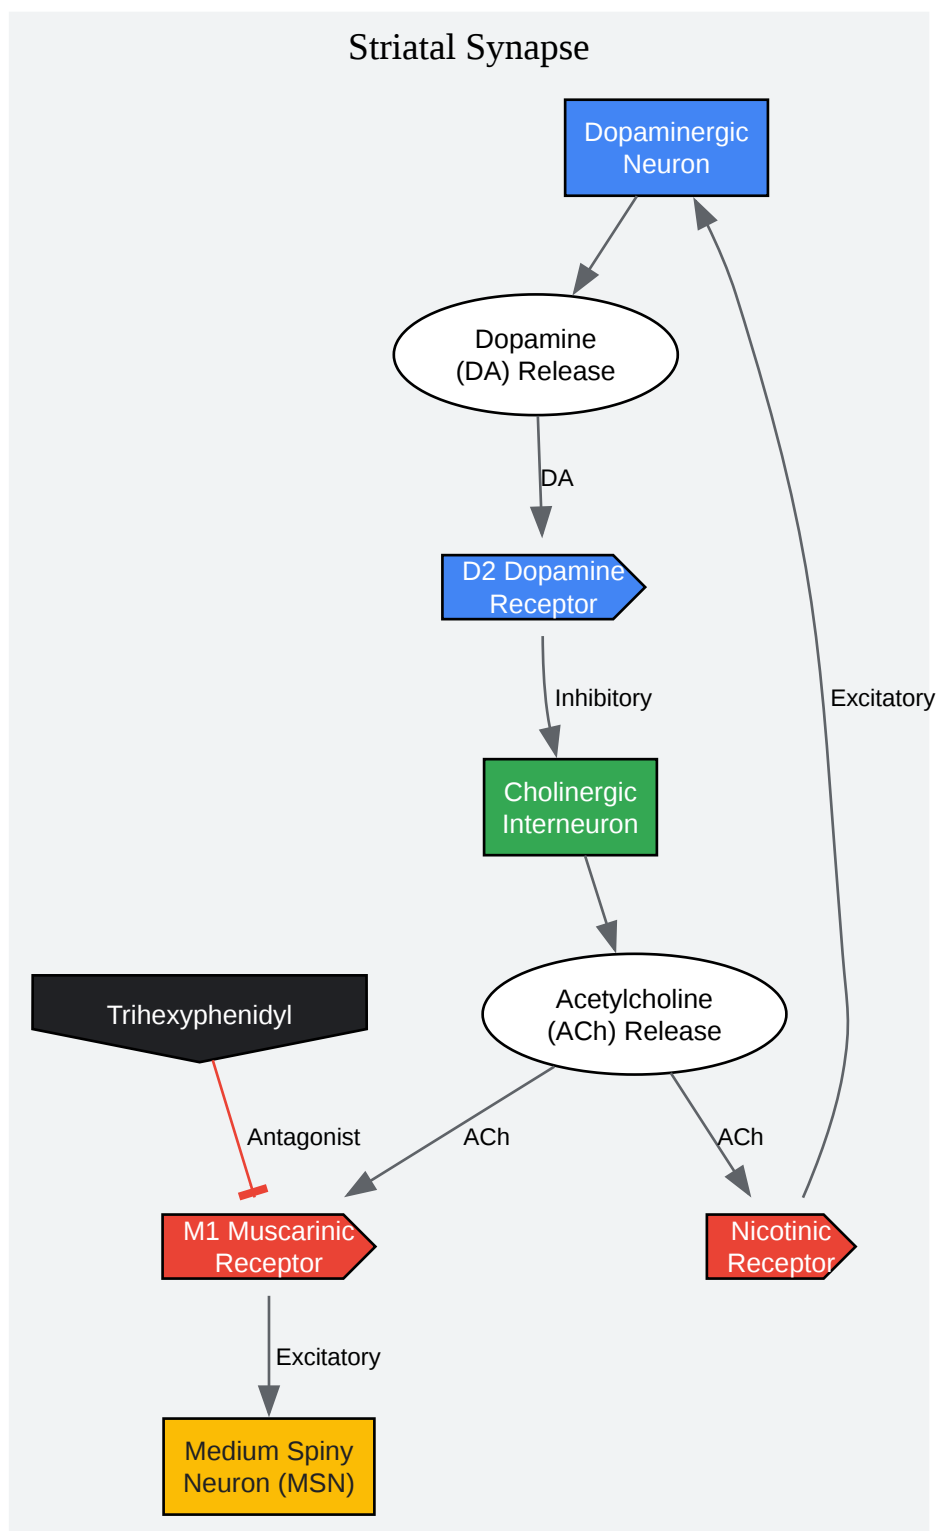 Striatal Synapse
Dopaminergic
Neuron
Dopamine
(DA) Release
DA
D2 Dopamine
Receptor
Inhibitory
Excitatory
Cholinergic
Interneuron
Trihexyphenidyl
Acetylcholine
(ACh) Release
Antagonist
ACh
ACh
M1 Muscarinic
Receptor
Nicotinic
Receptor
Excitatory
Medium Spiny
Neuron (MSN)